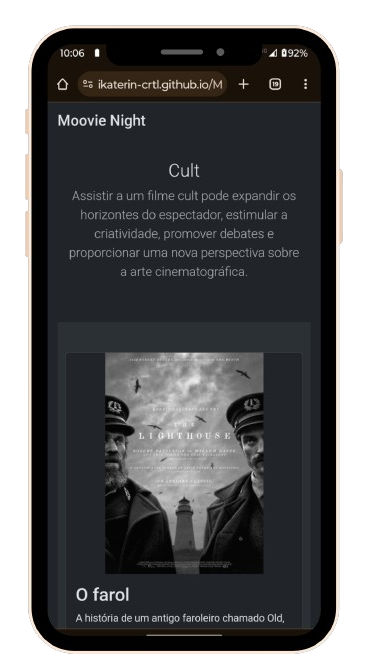 10:06
92%
ikaterin-crtl.github.io/M
19
Moovie Night
Cult
Assistir a um filme cult pode expandir os
horizontes do espectador, estimular a
criatividade, promover debates e
proporcionar uma nova perspectiva sobre
a arte cinematográfica.
THE
LIGHTHOUSE
O farol
A história de um antigo faroleiro chamado Old,